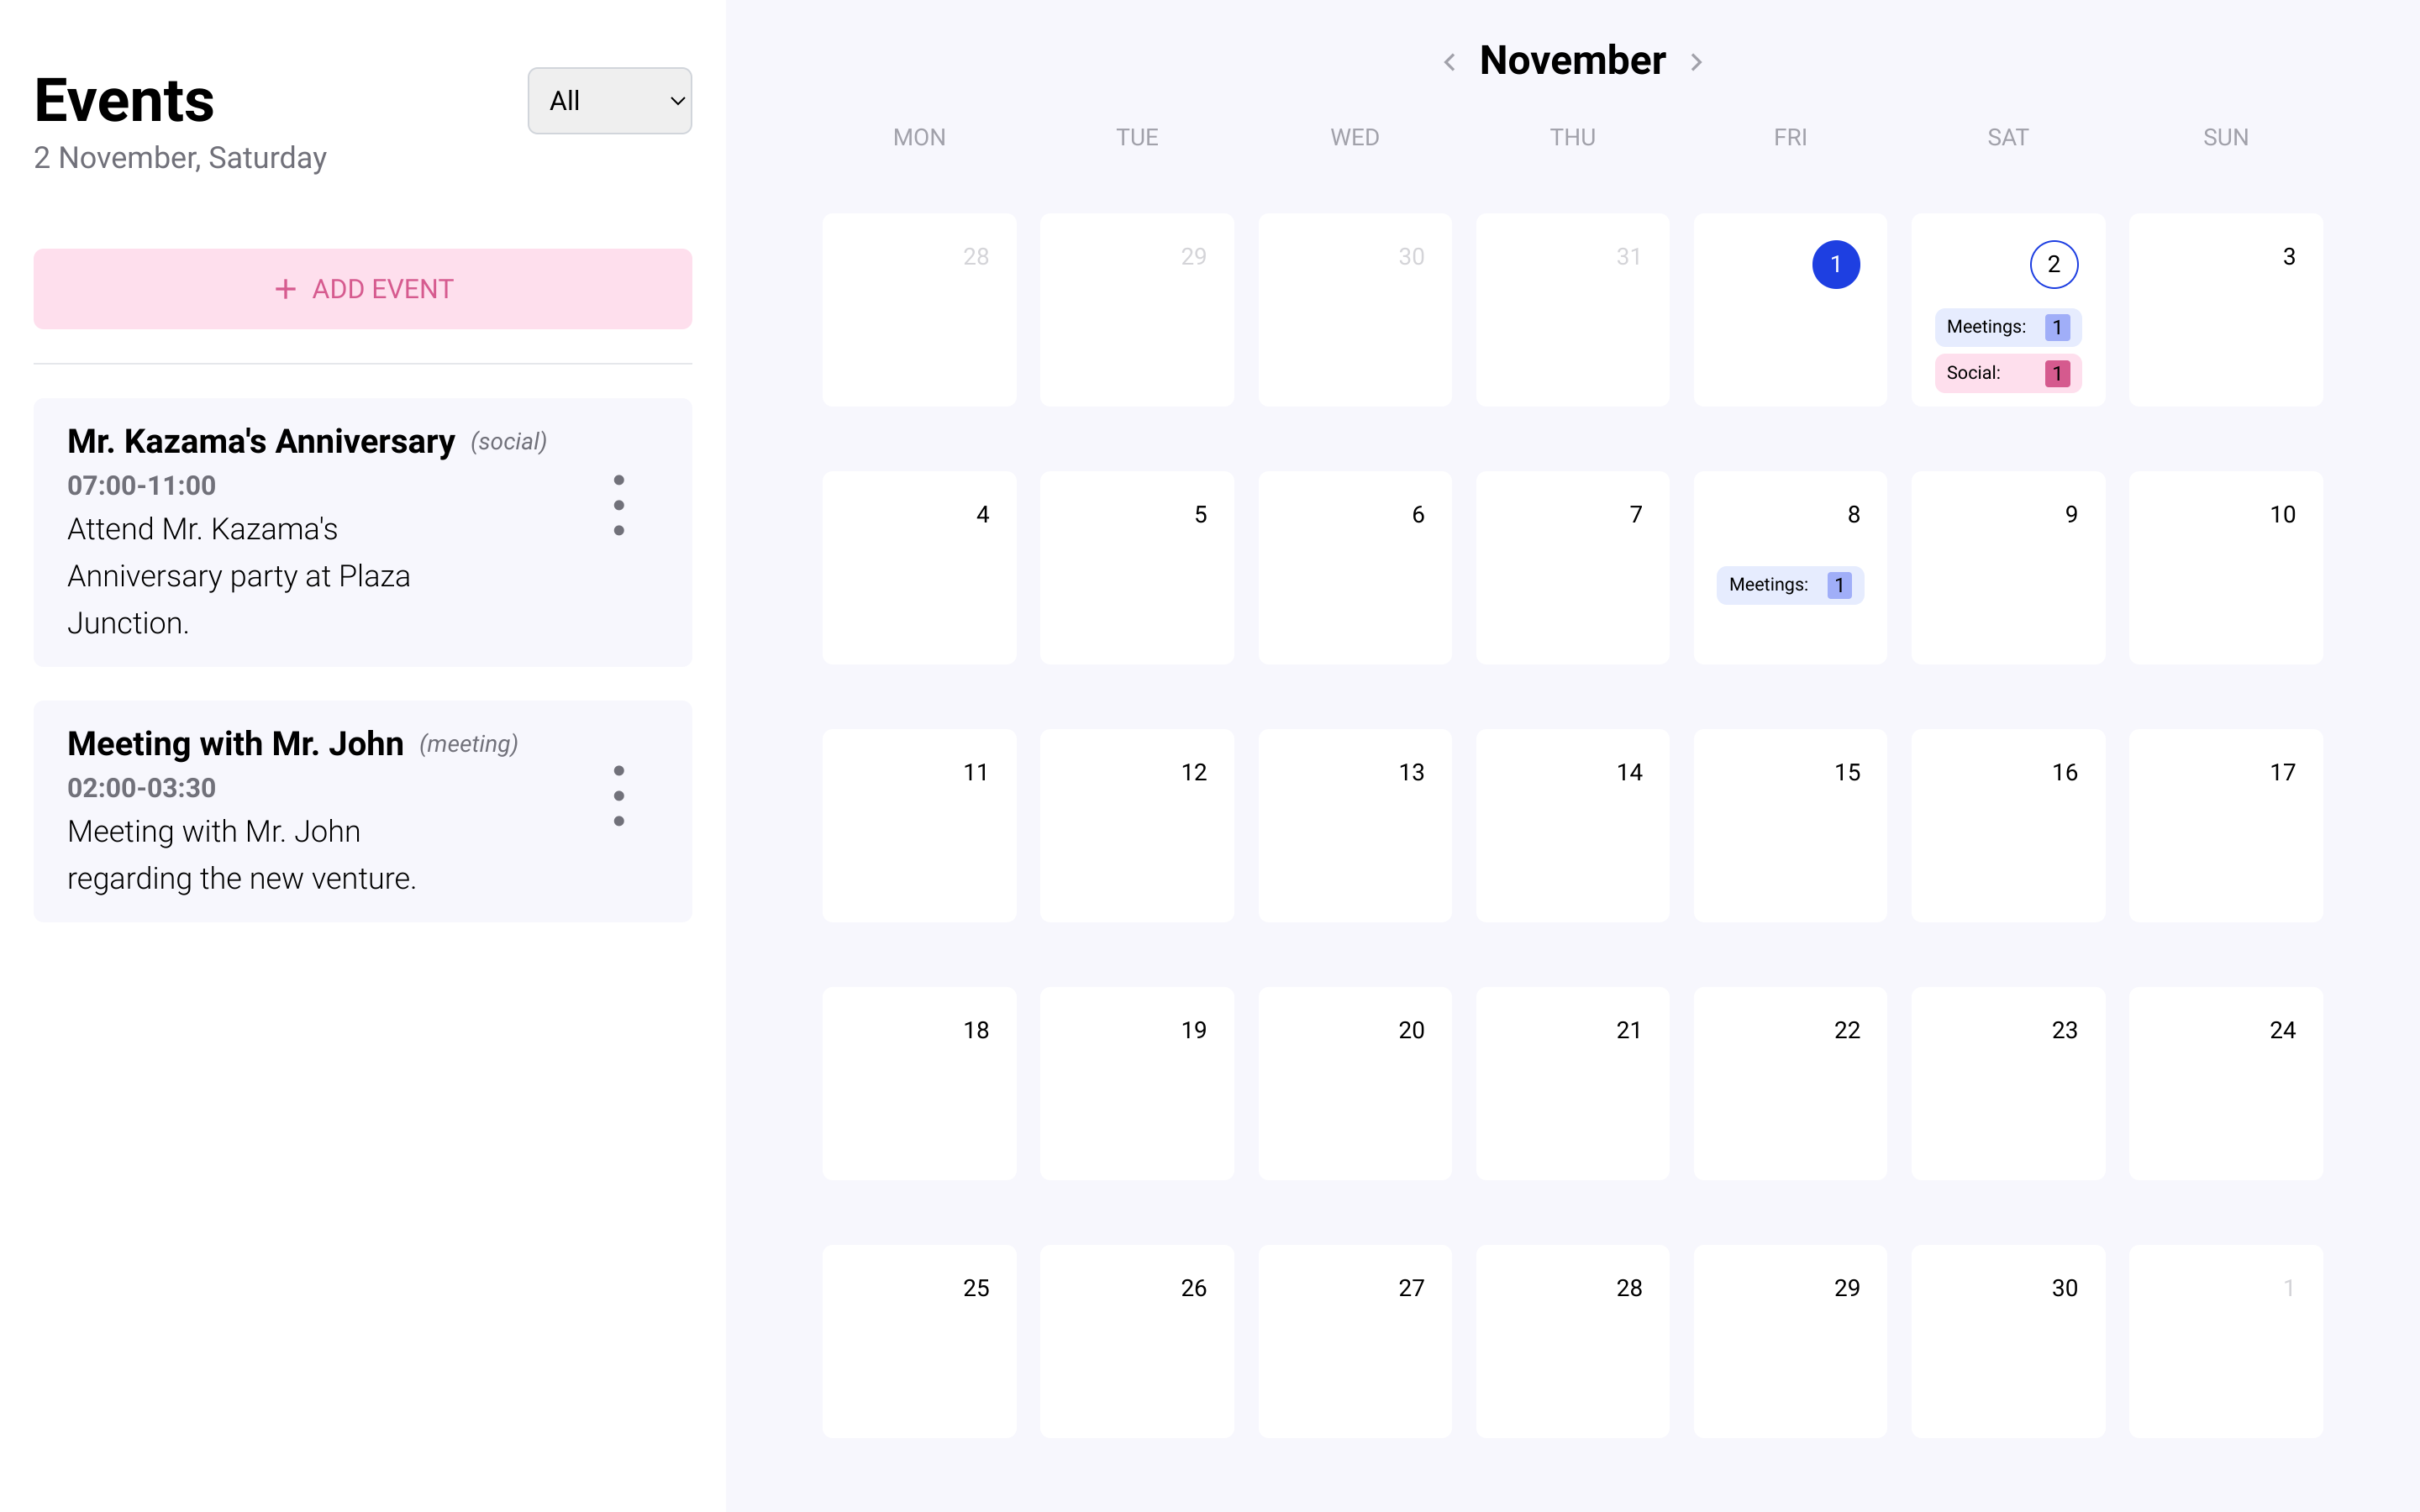 Events
All
2 November, Saturday
+ ADD EVENT
Mr. Kazama's Anniversary (social)
07:00-11:00
Attend Mr. Kazama's
Anniversary party at Plaza
Junction.
Meeting with Mr. John (meeting)
02:00-03:30
Meeting with Mr. John
regarding the new venture.
November
MON TUE WED THU FRI SAT SUN
28 29 30 31 1 2 3
Meetings: 1
Social: 1
4 5 6 7 8 9 10
Meetings: 1
11 12 13 14 15 16 17
18 19 20 21 22 23 24
25 26 27 28 29 30 1